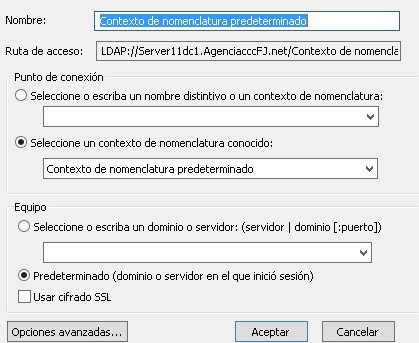 Nombre:
Contexto de nomenclatura predeterminado
Ruta de acceso:
LDAP://Server11dc1.AgenciacccFJ.net/Contexto de nomencla
Punto de conexión
Seleccione o escriba un nombre distintivo o un contexto de nomenclatura:
Seleccione un contexto de nomenclatura conocido:
Contexto de nomenclatura predeterminado
Equipo
Seleccione o escriba un dominio o servidor: (servidor | dominio [:puerto])
Predeterminado (dominio o servidor en el que inició sesión)
Usar cifrado SSL
Opciones avanzadas...
Aceptar
Cancelar